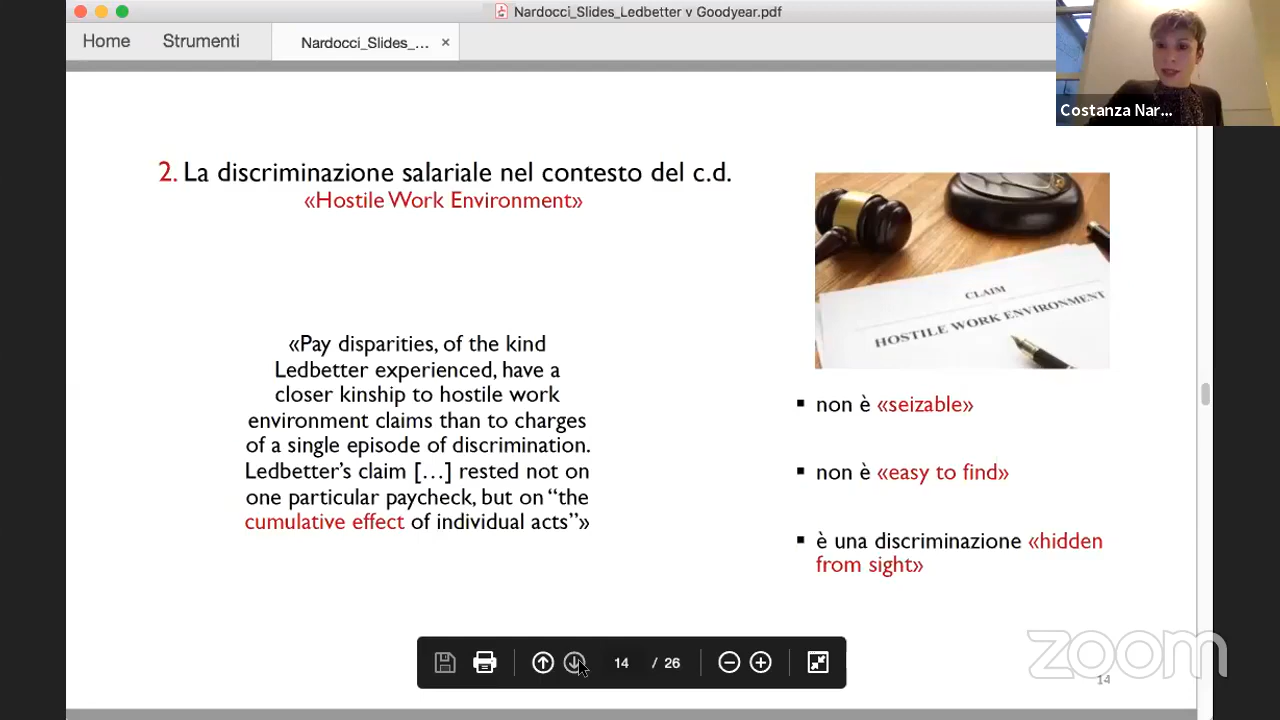 Nardocci_Slides_Ledbetter v Goodyear.pdf
Home
Strumenti
Nardocci_Slides_...
×
Costanza Nar...
2. La discriminazione salariale nel contesto del c.d.
«Hostile Work Environment»
CLAIM
HOSTILE WORK ENVIRONMENT
«Pay disparities, of the kind
Ledbetter experienced, have a
closer kinship to hostile work
environment claims than to charges
of a single episode of discrimination.
Ledbetter’s claim […] rested not on
one particular paycheck, but on “the
cumulative effect of individual acts”»
▪ non è «seizable»
▪ non è «easy to find»
▪ è una discriminazione «hidden
from sight»
14 / 26
zoom
14